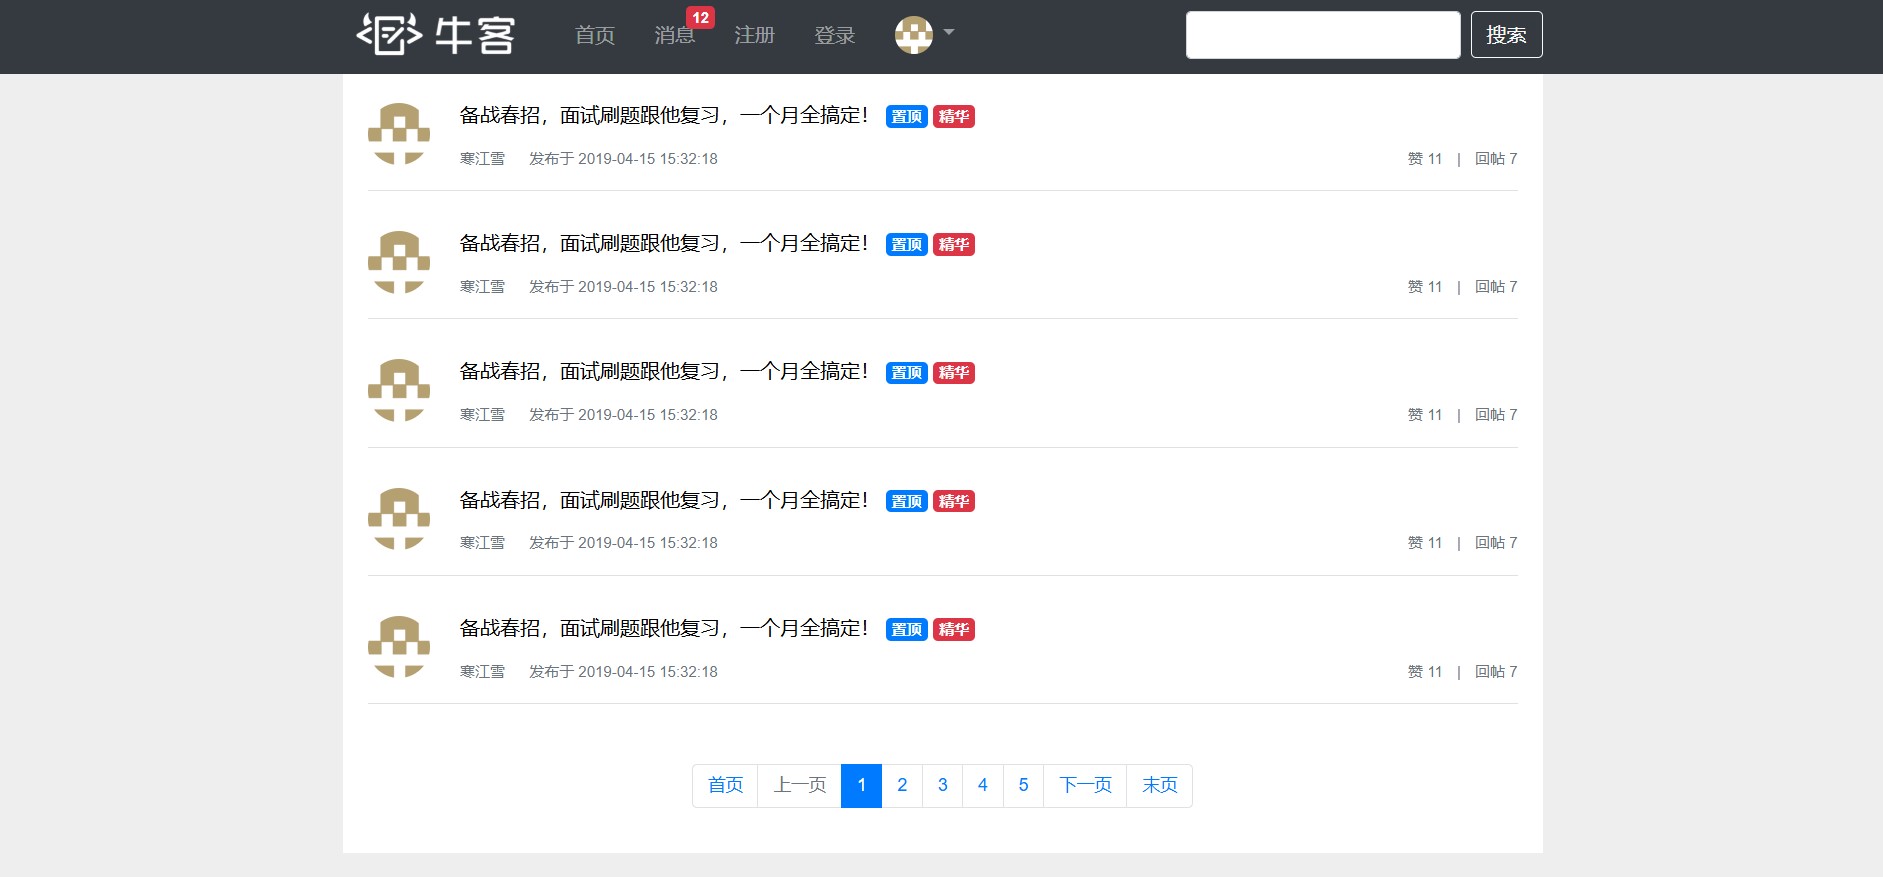 牛客 首页 消息 12 注册 登录 搜索
备战春招，面试刷题跟他复习，一个月全搞定！ 置顶 精华
寒江雪 发布于 2019-04-15 15:32:18 赞 11 | 回帖 7
备战春招，面试刷题跟他复习，一个月全搞定！ 置顶 精华
寒江雪 发布于 2019-04-15 15:32:18 赞 11 | 回帖 7
备战春招，面试刷题跟他复习，一个月全搞定！ 置顶 精华
寒江雪 发布于 2019-04-15 15:32:18 赞 11 | 回帖 7
备战春招，面试刷题跟他复习，一个月全搞定！ 置顶 精华
寒江雪 发布于 2019-04-15 15:32:18 赞 11 | 回帖 7
备战春招，面试刷题跟他复习，一个月全搞定！ 置顶 精华
寒江雪 发布于 2019-04-15 15:32:18 赞 11 | 回帖 7
首页 上一页 1 2 3 4 5 下一页 末页